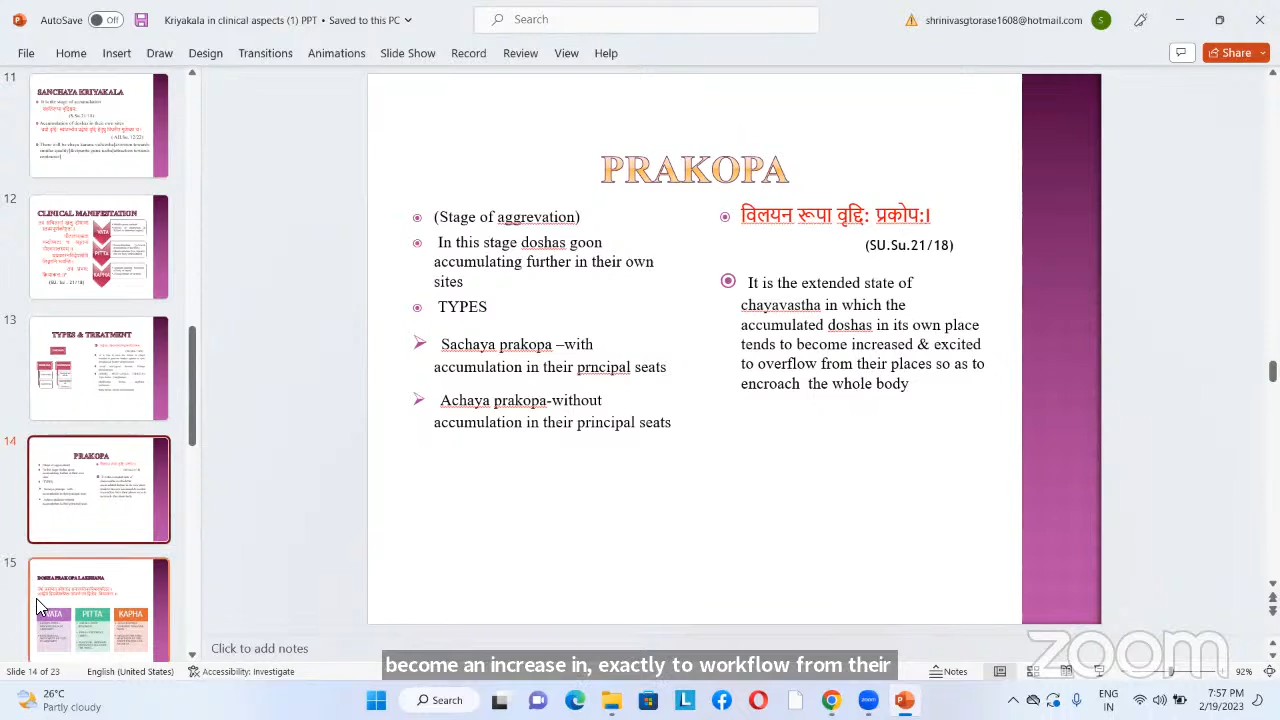 AutoSave Off
Kriyakala in clinical aspects (1) PPT • Saved to this PC
Search
shrinivasgtorase1608@hotmail.com
S
File Home Insert Draw Design Transitions Animations Slide Show Record Review View Help
Share
11
SANCHAYA KRIYAKALA
12
CLINICAL MANIFESTATION
VATA
PITTA
KAPHA
13
TYPES & TREATMENT
14
PRAKOPA
15
DOSHA PRAKOPA LAKSHANA
VATA PITTA KAPHA
PRAKOPA
(Stage of aggrevation)
In this stage doshas goon
accumulating further in their own
sites
TYPES
Sachaya prakopa –with
accumulation in their principal seats
Achaya prakopa-without
accumulation in their principal seats
विलयन रूपा वृद्दि: प्रकोप:।
(SU.Su.21/18)
It is the extended state of
chayavastha in which the
accumulated doshas in its own place
tends to become increased & excited
to overflow from their places so as to
encroach the whole body
Click to add notes
become an increase in, exactly to workflow from their
zoom
Slide 14 of 23 English (United States) Accessibility: Investigate
Notes
92%
26°C
Partly cloudy
Search
zoom
ENG
IN
7:57 PM
2/19/2023